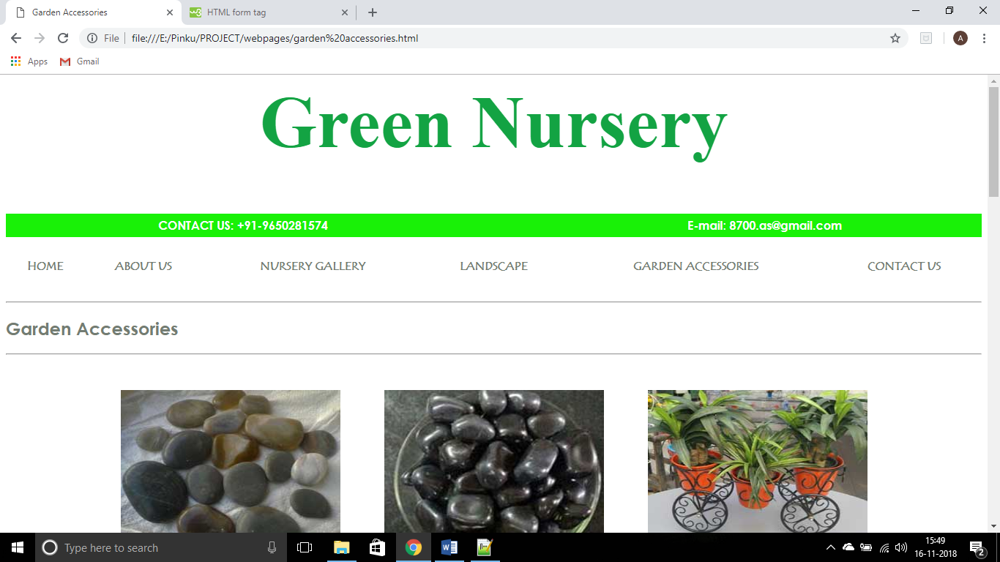 Garden Accessories
HTML form tag
File
file:///E:/Pinku/PROJECT/webpages/garden%20accessories.html
A
Apps
Gmail
Green Nursery
CONTACT US: +91-9650281574
E-mail: 8700.as@gmail.com
HOME
ABOUT US
NURSERY GALLERY
LANDSCAPE
GARDEN ACCESSORIES
CONTACT US
Garden Accessories
Type here to search
15:49
16-11-2018
2